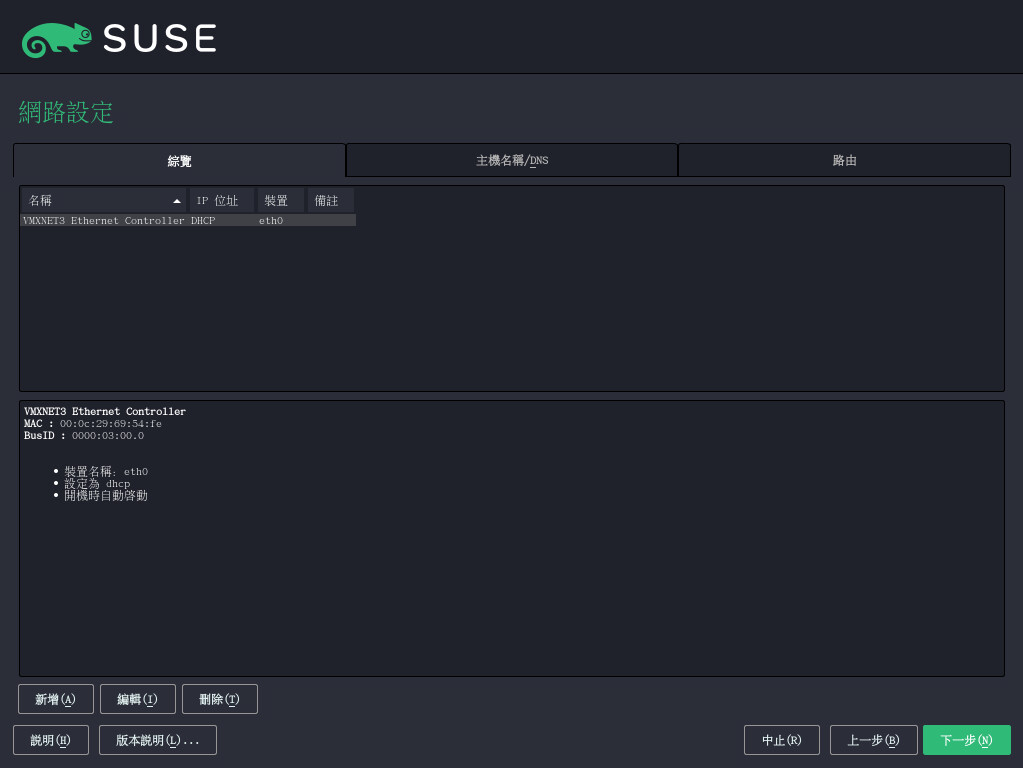 SUSE
網路設定
綜覽 主機名稱/DNS 路由
名稱 IP 位址 裝置 備註
VMXNET3 Ethernet Controller DHCP eth0
VMXNET3 Ethernet Controller
MAC : 00:0c:29:69:54:fe
BusID : 0000:03:00.0
• 裝置名稱: eth0
• 設定為 dhcp
• 開機時自動啓動
新增(A) 編輯(I) 刪除(T)
說明(H) 版本說明(L)... 中止(R) 上一步(B) 下一步(N)